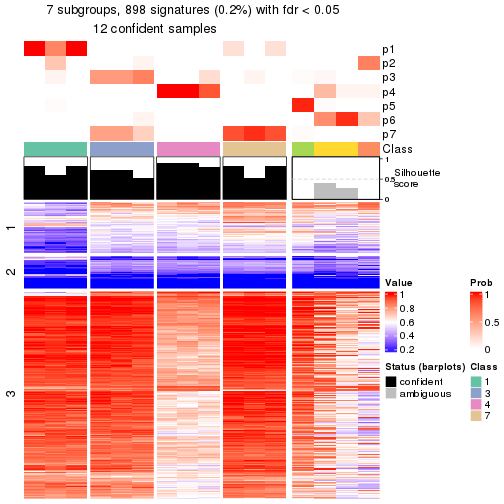 7 subgroups, 898 signatures (0.2%) with fdr < 0.05
12 confident samples
p1
p2
p3
p4
p5
p6
p7
Class
1
0.5
0
Silhouette
score
1
2
3
Value
1
0.8
0.6
0.4
0.2
Prob
1
0.5
0
Status (barplots)
confident
ambiguous
Class
1
3
4
7